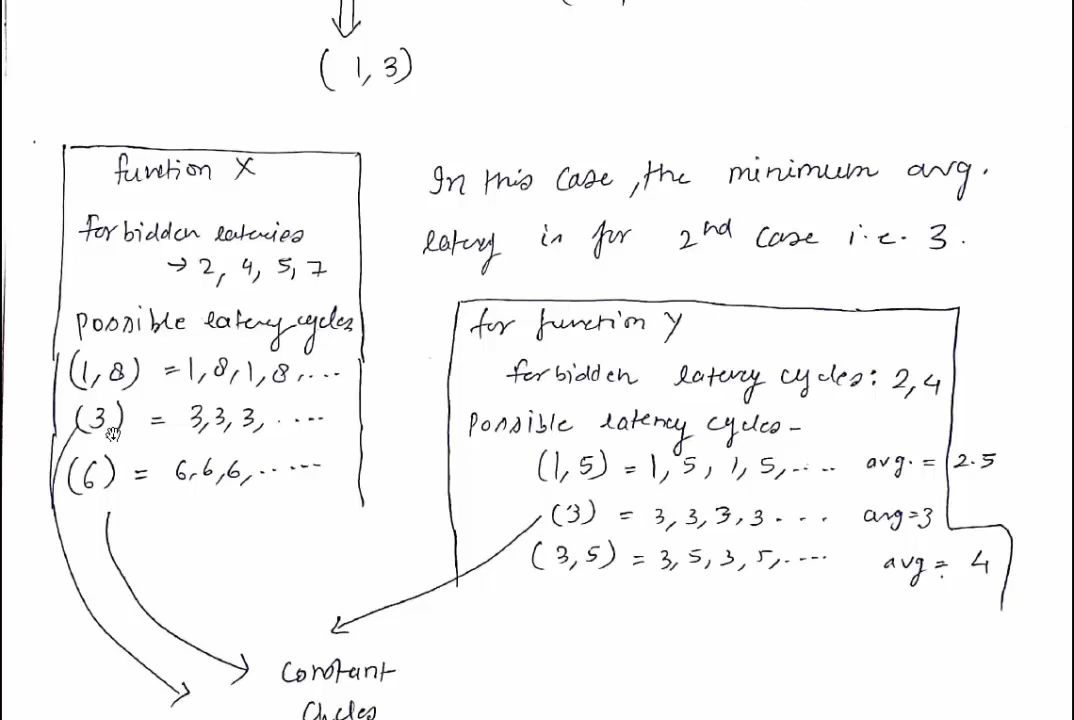 ( 1, 3)
function X
forbidden latencies
→ 2, 4, 5, 7
possible latency cycles
(1, 8) = 1, 8, 1, 8, ...
(3) = 3, 3, 3, ....
(6) = 6, 6, 6, ......
In this case, the minimum avg.
latency is for 2nd case i.e. 3.
for function Y
forbidden latency cycles: 2, 4
Possible latency cycles -
(1, 5) = 1, 5, 1, 5, .... avg. = 2.5
(3) = 3, 3, 3, 3 ... avg = 3
(3, 5) = 3, 5, 3, 5, .... avg = 4
Constant
Cycles